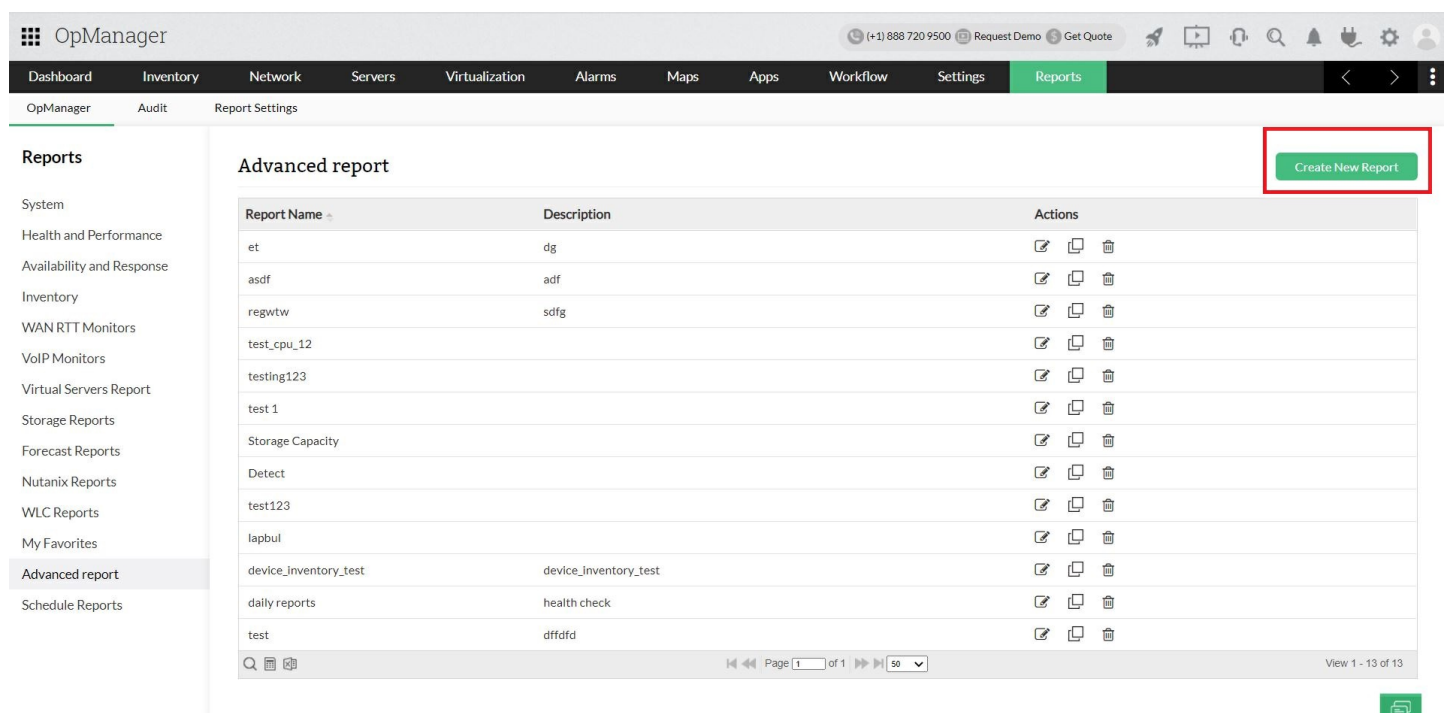 OpManager
(+1) 888 720 9500 Request Demo Get Quote
Dashboard Inventory Network Servers Virtualization Alarms Maps Apps Workflow Settings Reports
OpManager Audit Report Settings
Reports
System
Health and Performance
Availability and Response
Inventory
WAN RTT Monitors
VoIP Monitors
Virtual Servers Report
Storage Reports
Forecast Reports
Nutanix Reports
WLC Reports
My Favorites
Advanced report
Schedule Reports
Advanced report
Create New Report
Report Name Description Actions
et dg
asdf adf
regwtw sdfg
test_cpu_12
testing123
test 1
Storage Capacity
Detect
test123
lapbul
device_inventory_test device_inventory_test
daily reports health check
test dffdfd
Page 1 of 1 50 View 1 - 13 of 13